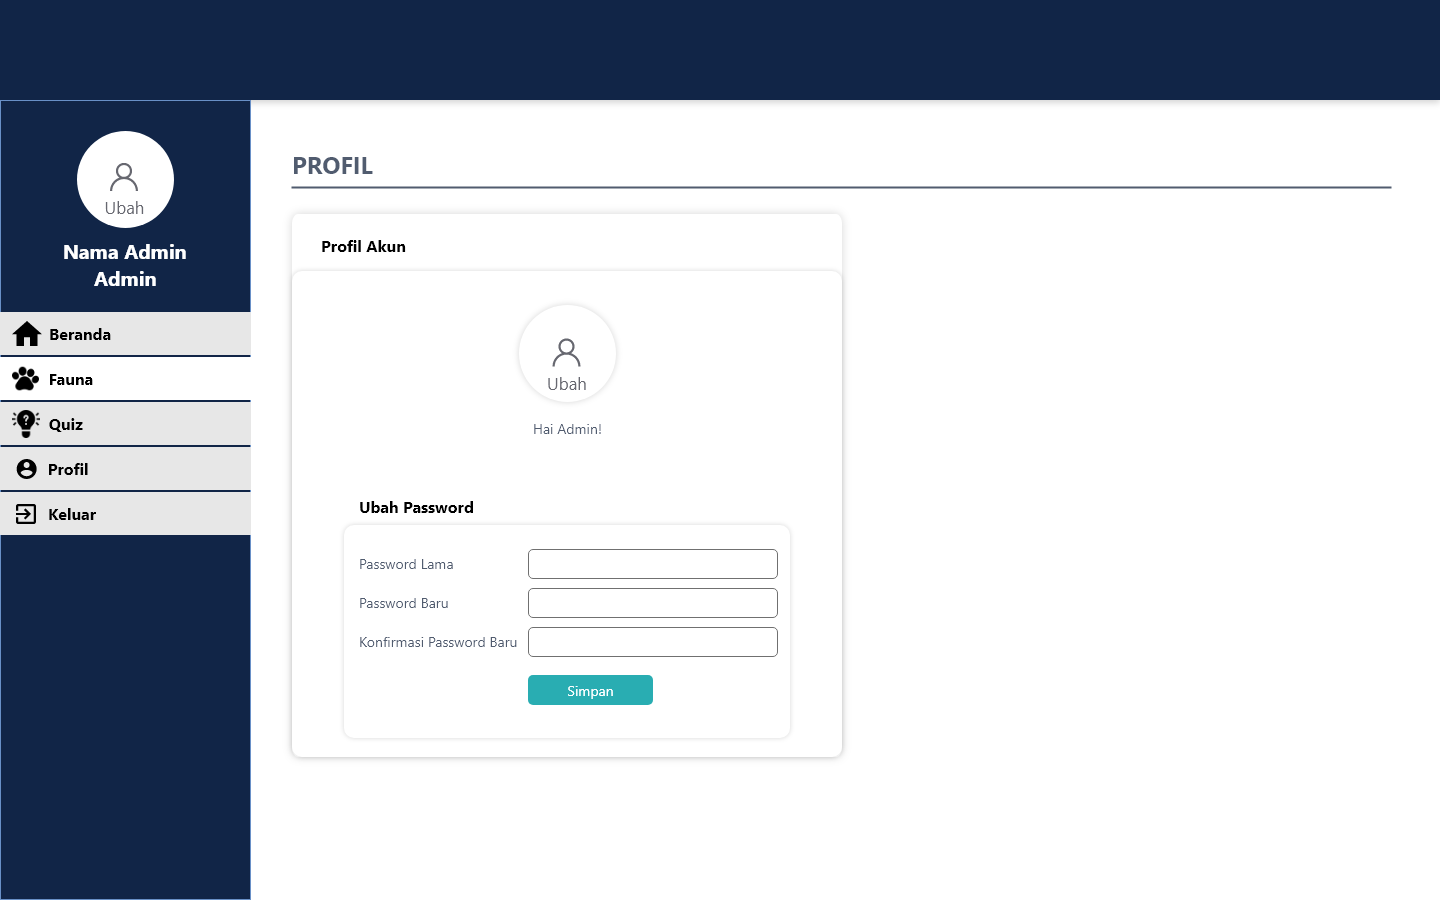 Ubah
Nama Admin
Admin
Beranda
Fauna
Quiz
Profil
Keluar
PROFIL
Profil Akun
Ubah
Hai Admin!
Ubah Password
Password Lama
Password Baru
Konfirmasi Password Baru
Simpan